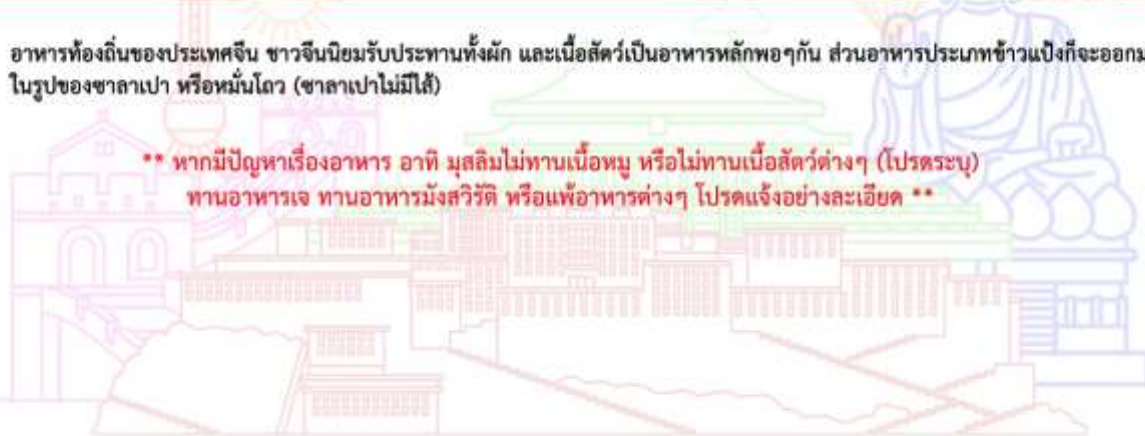 อาหารท้องถิ่นของประเทศจีน ชาวจีนนิยมรับประทานทั้งผัก และเนื้อสัตว์เป็นอาหารหลักพอๆกัน ส่วนอาหารประเภทข้าวแป้งก็จะออกม
ในรูปของซาลาเปา หรือหมั่นโถว (ซาลาเปาไม่มีไส้)
** หากมีปัญหาเรื่องอาหาร อาทิ มุสลิมไม่ทานเนื้อหมู หรือไม่ทานเนื้อสัตว์ต่างๆ (โปรดระบุ)
ทานอาหารเจ ทานอาหารมังสวิรัติ หรือแพ้อาหารต่างๆ โปรดแจ้งอย่างละเอียด **